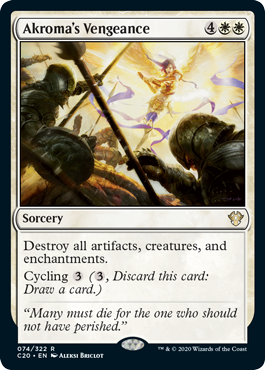 Akroma's Vengeance 4
Sorcery
Destroy all artifacts, creatures, and
enchantments.
Cycling 3 (3, Discard this card:
Draw a card.)
“Many must die for the one who should
not have perished.”
074/322 R
C20 • EN Aleksi Briclot
™ & © 2020 Wizards of the Coast